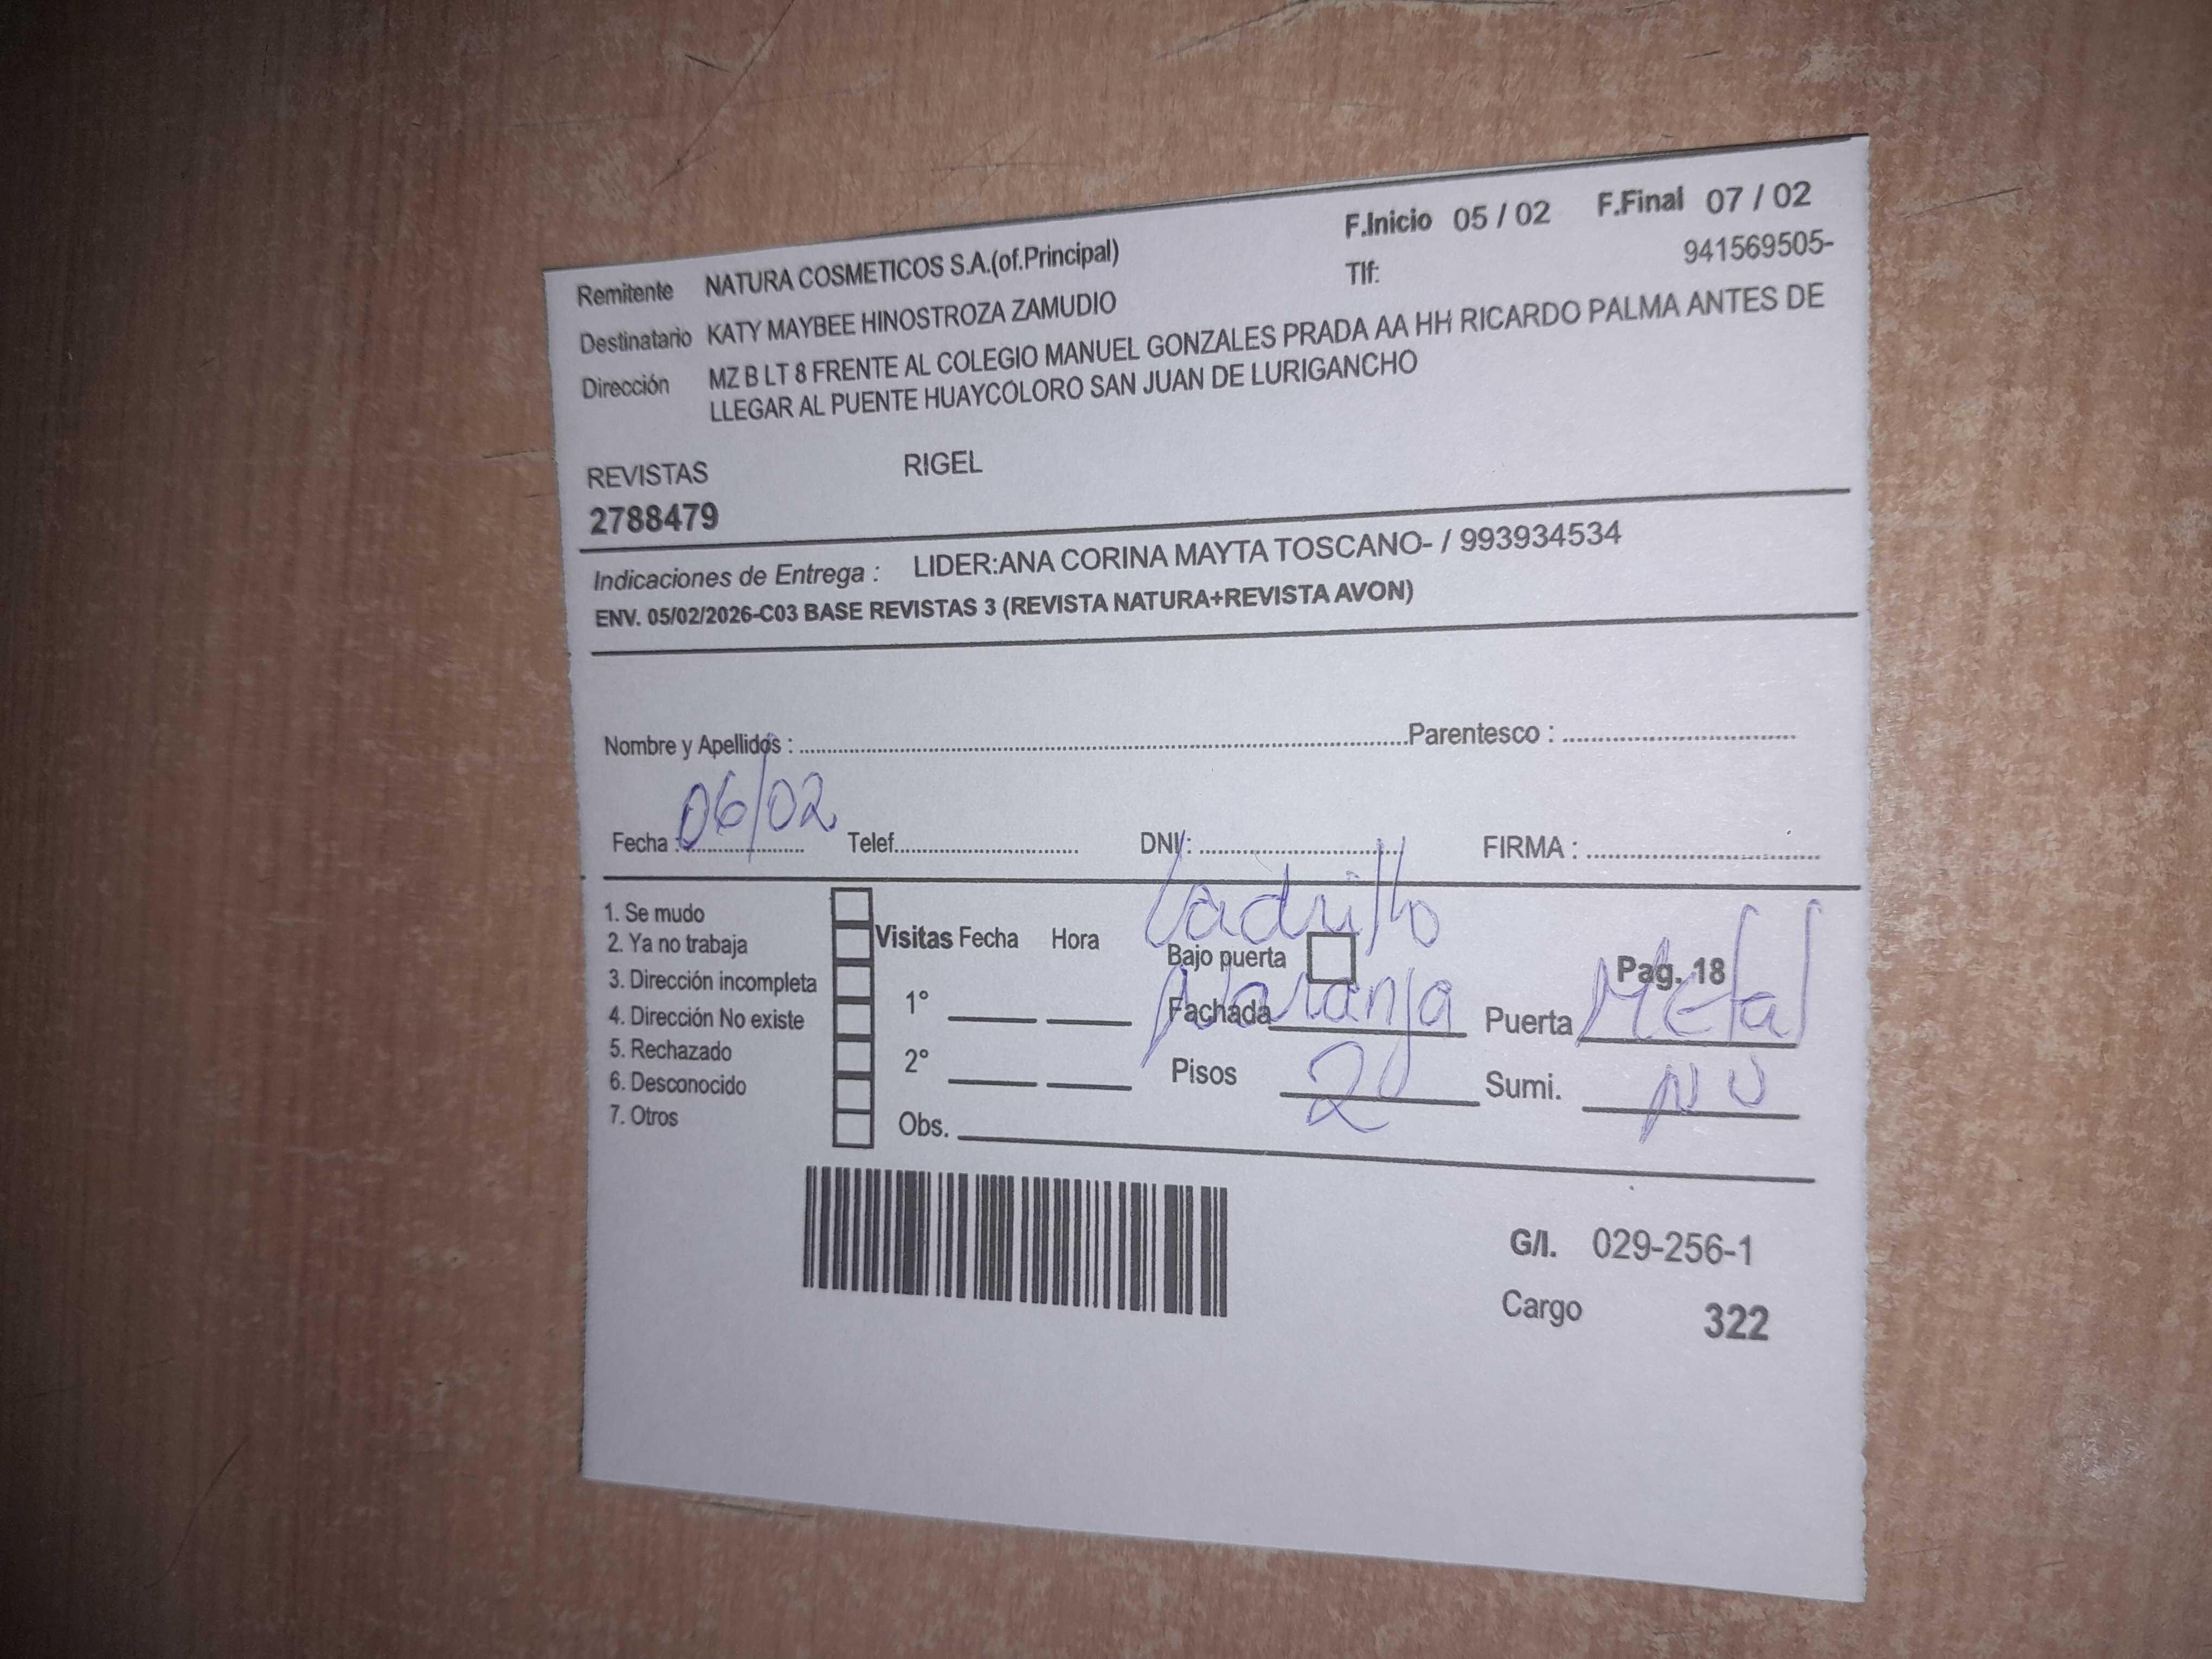 F.Inicio 05 / 02 F.Final 07 / 02
Remitente NATURA COSMETICOS S.A.(of.Principal) Tlf: 941569505-
Destinatario KATY MAYBEE HINOSTROZA ZAMUDIO
Dirección MZ B LT 8 FRENTE AL COLEGIO MANUEL GONZALES PRADA AA HH RICARDO PALMA ANTES DE
LLEGAR AL PUENTE HUAYCOLORO SAN JUAN DE LURIGANCHO
REVISTAS RIGEL
2788479
Indicaciones de Entrega : LIDER:ANA CORINA MAYTA TOSCANO- / 993934534
ENV. 05/02/2026-C03 BASE REVISTAS 3 (REVISTA NATURA+REVISTA AVON)
Nombre y Apellidos : Parentesco :
Fecha : 06/02 Telef. DNI : FIRMA :
1. Se mudo
2. Ya no trabaja
3. Dirección incompleta
4. Dirección No existe
5. Rechazado
6. Desconocido
7. Otros
Visitas Fecha Hora
1°
2°
Obs.
Ladrillo
Bajo puerta Pag. 18
Fachada Naranja Puerta Metal
Pisos 2 Sumi. NO
G/I. 029-256-1
Cargo 322